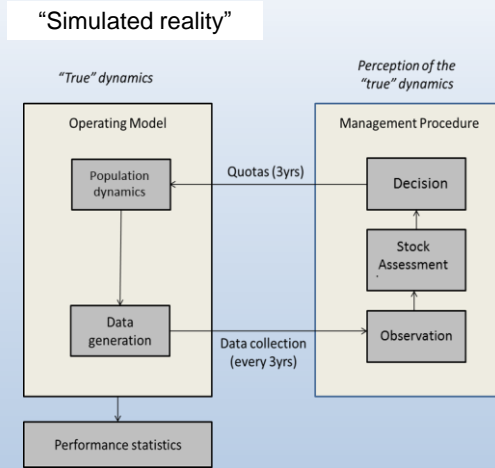 “Simulated reality”
“True” dynamics
Perception of the
“true” dynamics
Operating Model
Management Procedure
Population
dynamics
Quotas (3yrs)
Decision
Stock
Assessment
Data
generation
Data collection
(every 3yrs)
Observation
Performance statistics